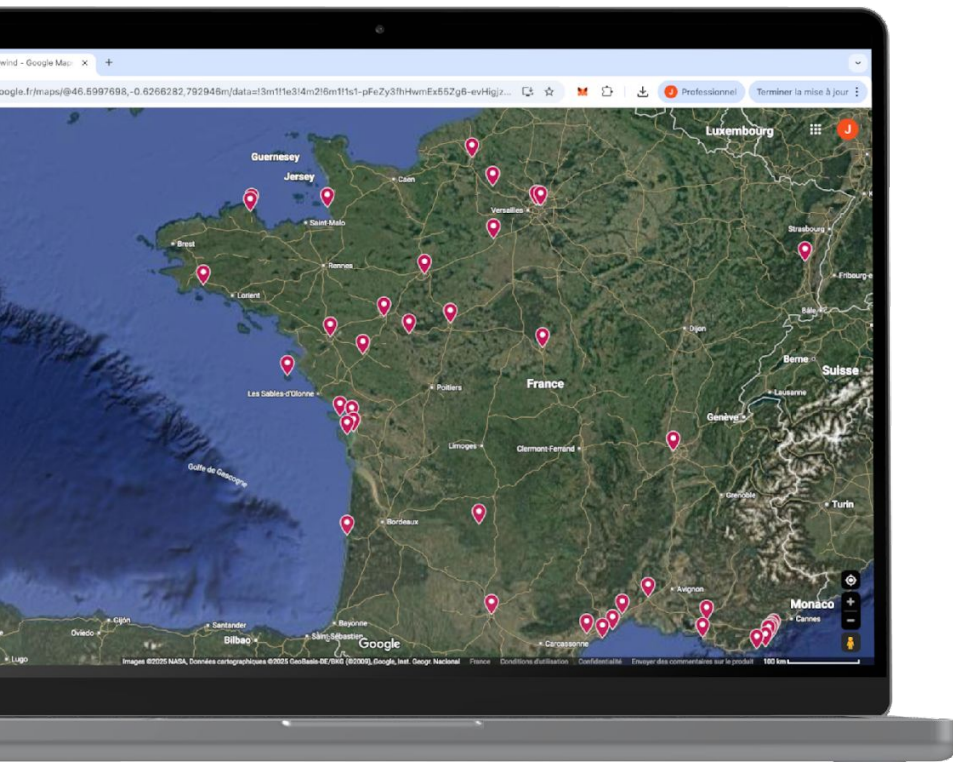 wind - Google Map
oogle.fr/maps/@46.5997698,-0.6266282,792946m/data=!3m1!1e3!4m2!6m1!1s1-pFeZy3fhHwmEx55Zg6-evHigjz...
Professionnel
Terminer la mise à jour
J
J
Luxembourg
Guernesey
Jersey
Caen
Versailles
Strasbourg
Saint-Malo
Brest
Rennes
Fribourg-e
Lorient
Bâle
Dijon
Berne
Suisse
France
Poitiers
Les Sables-d'Olonne
Lausanne
Genève
Limoges
Clermont-Ferrand
Golfe de Gascogne
Grenoble
Turin
Bordeaux
Avignon
Monaco
Cannes
Gijón
Santander
Bayonne
Oviedo
Bilbao
Saint-Sébastien
Google
Carcassonne
Lugo
Images ©2025 NASA, Données cartographiques ©2025 GeoBasis-DE/BKG (©2009), Google, Inst. Geogr. Nacional France Conditions d'utilisation Confidentialité Envoyer des commentaires sur le produit 100 km